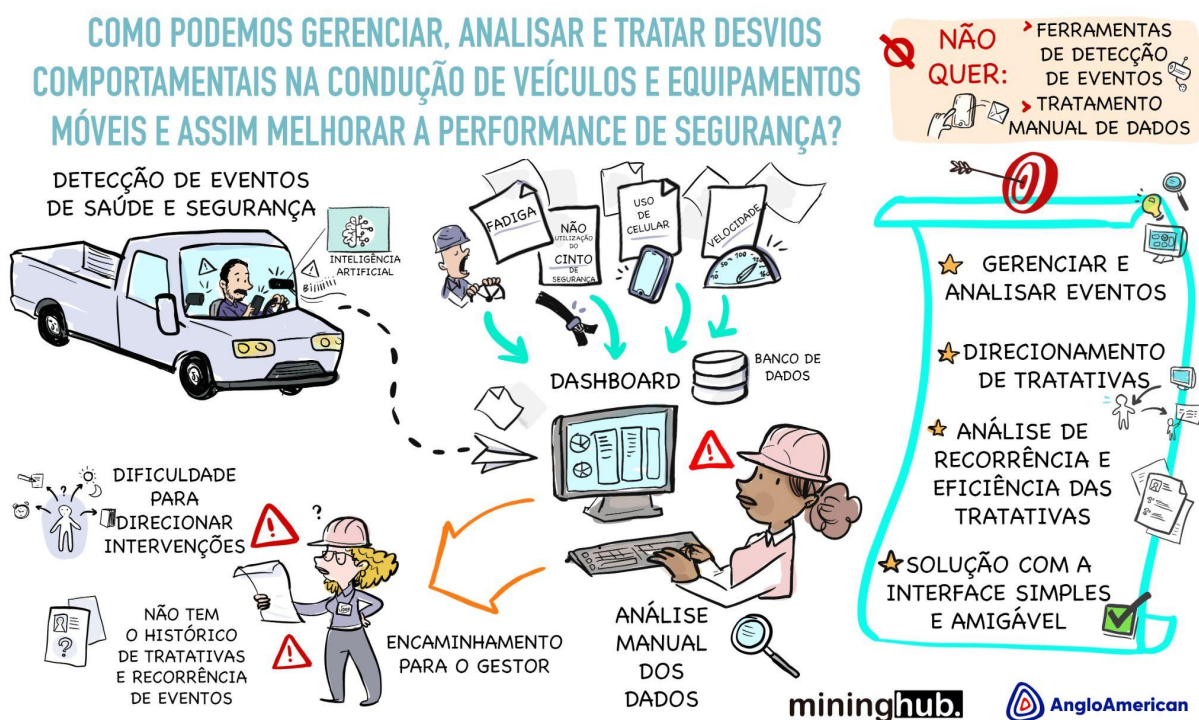 COMO PODEMOS GERENCIAR, ANALISAR E TRATAR DESVIOS
COMPORTAMENTAIS NA CONDUÇÃO DE VEÍCULOS E EQUIPAMENTOS
MÓVEIS E ASSIM MELHORAR A PERFORMANCE DE SEGURANÇA?
NÃO
QUER:
> FERRAMENTAS
DE DETECÇÃO
DE EVENTOS
> TRATAMENTO
MANUAL DE DADOS
DETECÇÃO DE EVENTOS
DE SAÚDE E SEGURANÇA
INTELIGÊNCIA
ARTIFICIAL
FADIGA
NÃO
UTILIZAÇÃO
DO
CINTO
DE
SEGURANÇA
USO
DE
CELULAR
VELOCIDADE
DASHBOARD
BANCO DE
DADOS
DIFICULDADE
PARA
DIRECIONAR
INTERVENÇÕES
?
?
NÃO TEM
O HISTÓRICO
DE TRATATIVAS
E RECORRÊNCIA
DE EVENTOS
?
ENCAMINHAMENTO
PARA O GESTOR
ANÁLISE
MANUAL
DOS
DADOS
GERENCIAR E
ANALISAR EVENTOS
DIRECIONAMENTO
DE TRATATIVAS
ANÁLISE DE
RECORRÊNCIA E
EFICIÊNCIA DAS
TRATATIVAS
SOLUÇÃO COM A
INTERFACE SIMPLES
E AMIGÁVEL
mininghub.
AngloAmerican